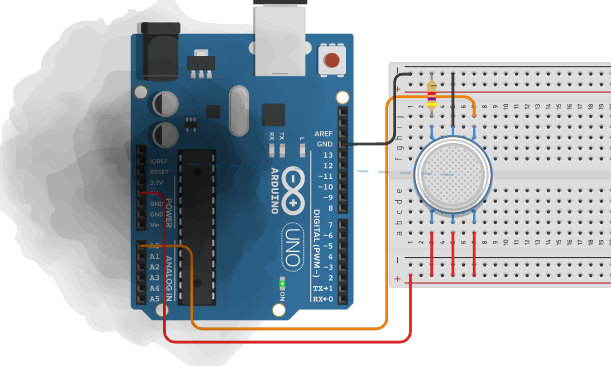 AREF
GND
13
12
~11
~10
~9
8
7
~6
~5
4
~3
2
TX→1
RX←0
DIGITAL (PWM~)
IOREF
RESET
3.3V
GND
GND
Vin
POWER
A0
A1
A2
A3
A4
A5
ANALOG IN
RX
TX
L
ARDUINO
UNO
ON